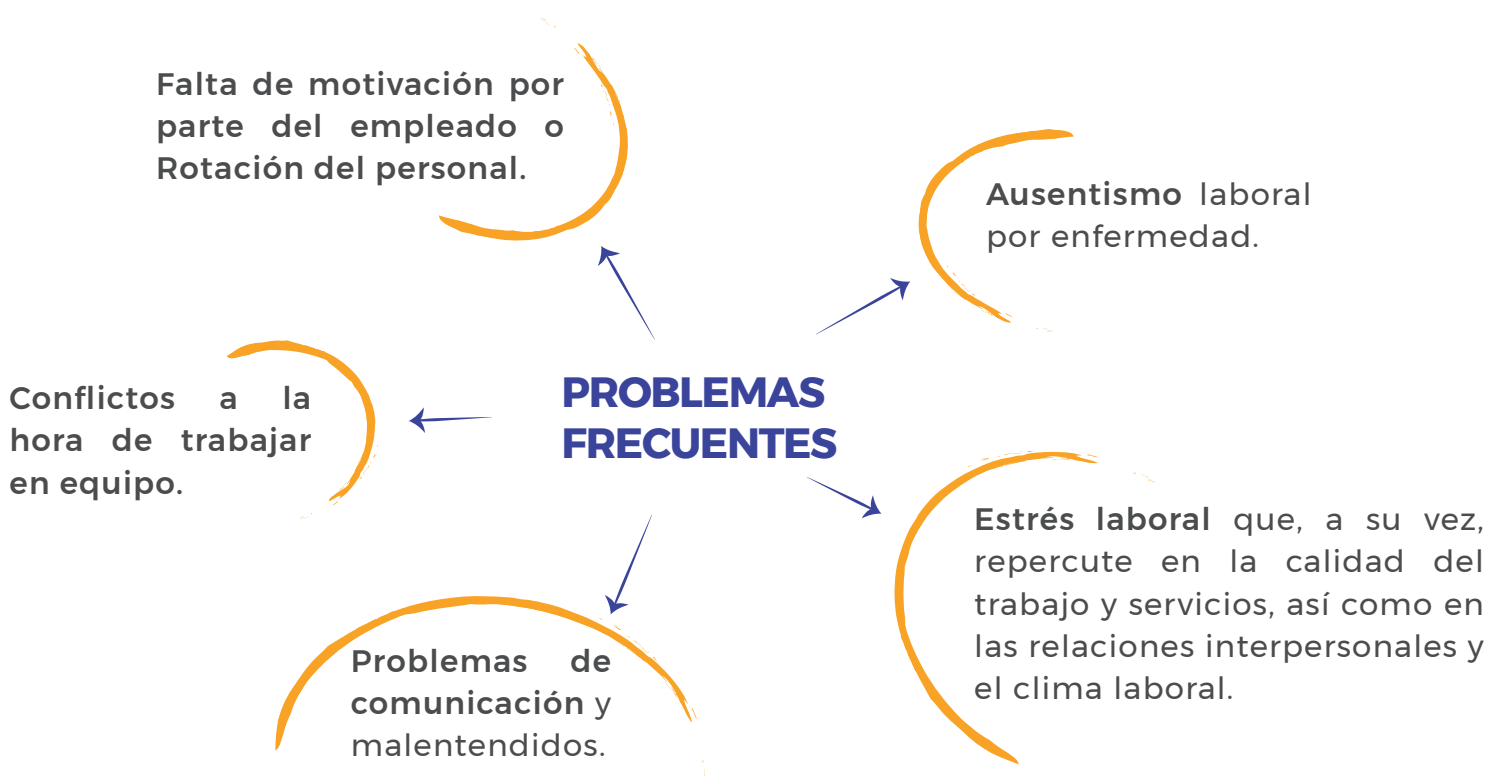 Falta de motivación por
parte del empleado o
Rotación del personal.
Ausentismo laboral
por enfermedad.
PROBLEMAS
FRECUENTES
Conflictos a la
hora de trabajar
en equipo.
Estrés laboral que, a su vez,
repercute en la calidad del
trabajo y servicios, así como en
las relaciones interpersonales y
el clima laboral.
Problemas de
comunicación y
malentendidos.